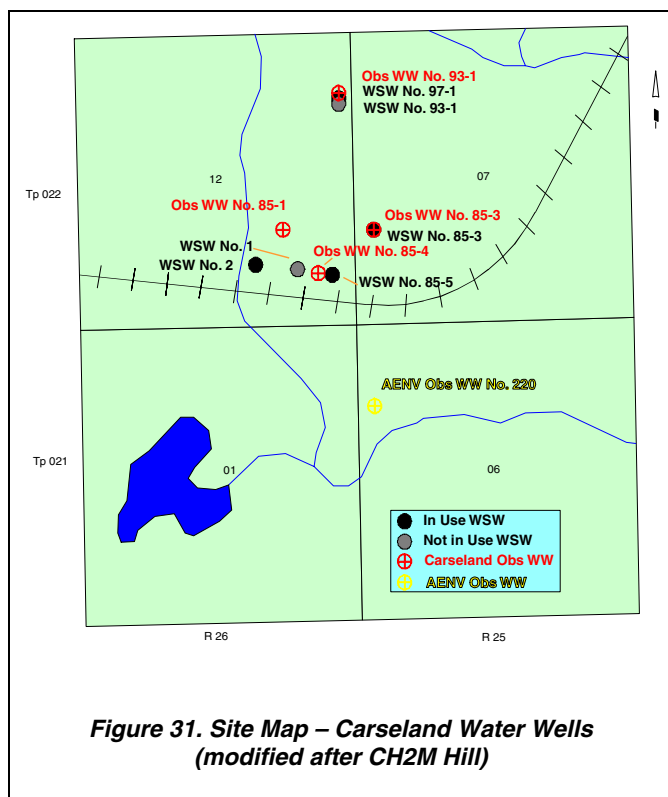 Obs WW No. 93-1
WSW No. 97-1
WSW No. 93-1
12
07
Tp 022
Obs WW No. 85-1
Obs WW No. 85-3
WSW No. 85-3
WSW No. 1
Obs WW No. 85-4
WSW No. 2
WSW No. 85-5
AENV Obs WW No. 220
Tp 021
01
06
In Use WSW
Not in Use WSW
Carseland Obs WW
AENV Obs WW
R 26
R 25
Figure 31. Site Map – Carseland Water Wells
(modified after CH2M Hill)